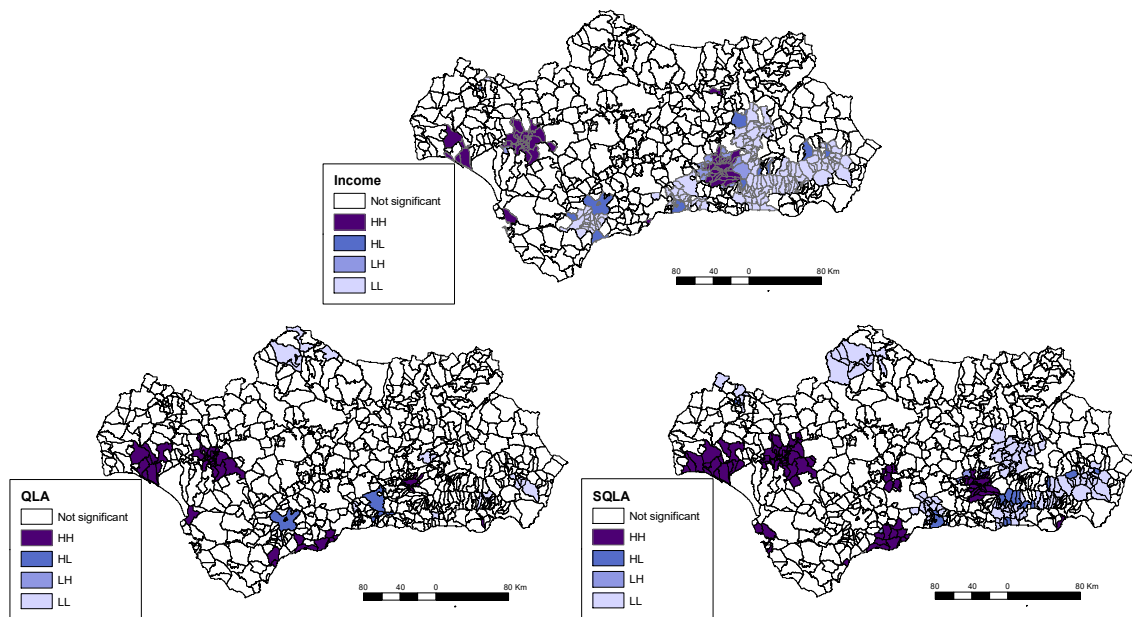 Income
Not significant
HH
HL
LH
LL
80 40 0 80 Km
QLA
Not significant
HH
HL
LH
LL
80 40 0 80 Km
SQLA
Not significant
HH
HL
LH
LL
80 40 0 80 Km